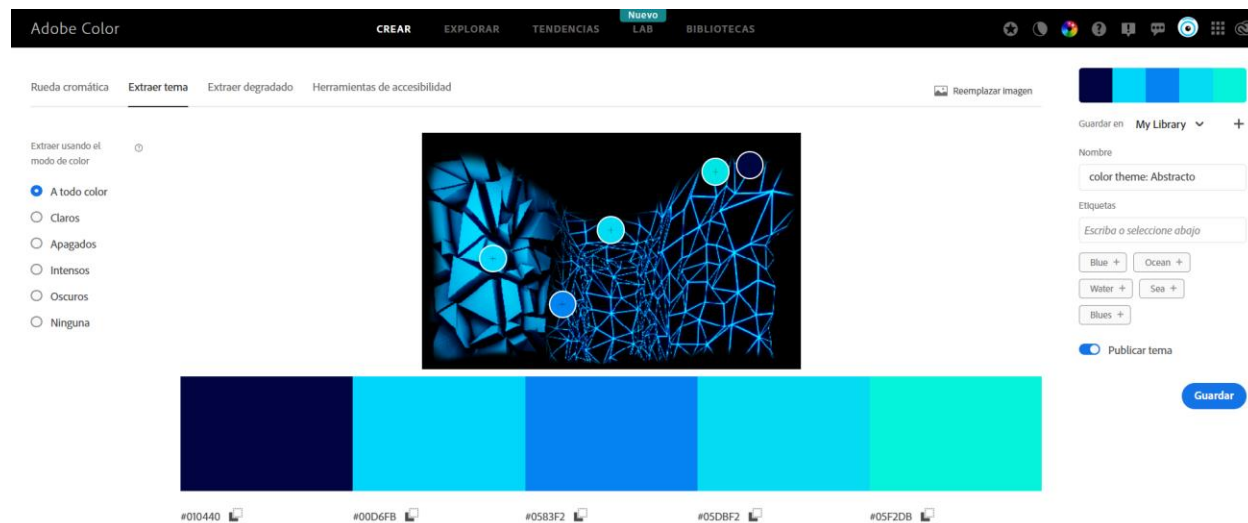 Adobe Color
CREAR
EXPLORAR
TENDENCIAS
Nuevo
LAB
BIBLIOTECAS
Rueda cromática
Extraer tema
Extraer degradado
Herramientas de accesibilidad
Reemplazar imagen
Extraer usando el
modo de color
A todo color
Claros
Apagados
Intensos
Oscuros
Ninguna
Guardar en My Library
Nombre
color theme: Abstracto
Etiquetas
Escriba o seleccione abajo
Blue +
Ocean +
Water +
Sea +
Blues +
Publicar tema
Guardar
#010440
#00D6FB
#0583F2
#05DBF2
#05F2DB